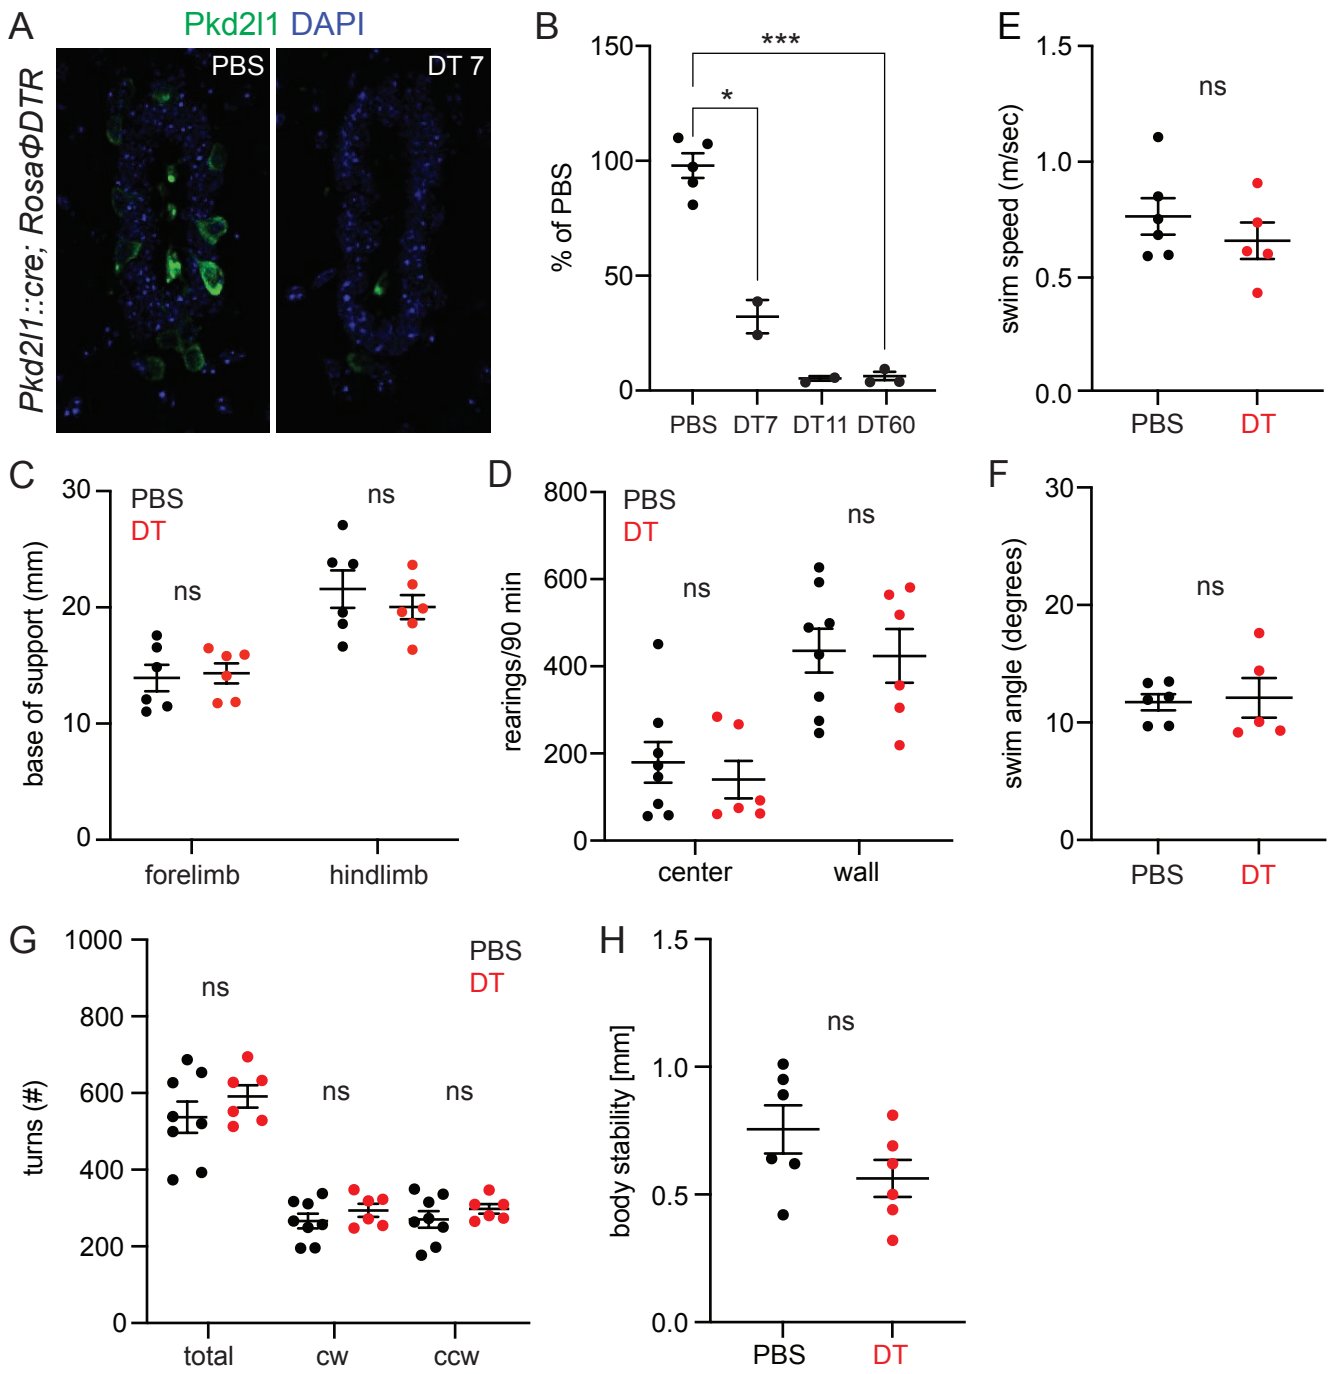 A
Pkd2l1 DAPI
Pkd2l1::cre; RosaΦDTR
PBS
DT 7
B
***
*
% of PBS
150
100
50
0
PBS DT7 DT11 DT60
E
swim speed (m/sec)
1.5
1.0
0.5
0.0
ns
PBS DT
C
base of support (mm)
30
20
10
0
PBS
DT
ns
ns
forelimb hindlimb
D
rearings/90 min
800
600
400
200
0
PBS
DT
ns
ns
center wall
F
swim angle (degrees)
30
20
10
0
ns
PBS DT
G
turns (#)
1000
800
600
400
200
0
PBS
DT
ns
ns
ns
total cw ccw
H
body stability [mm]
1.5
1.0
0.5
0.0
ns
PBS DT